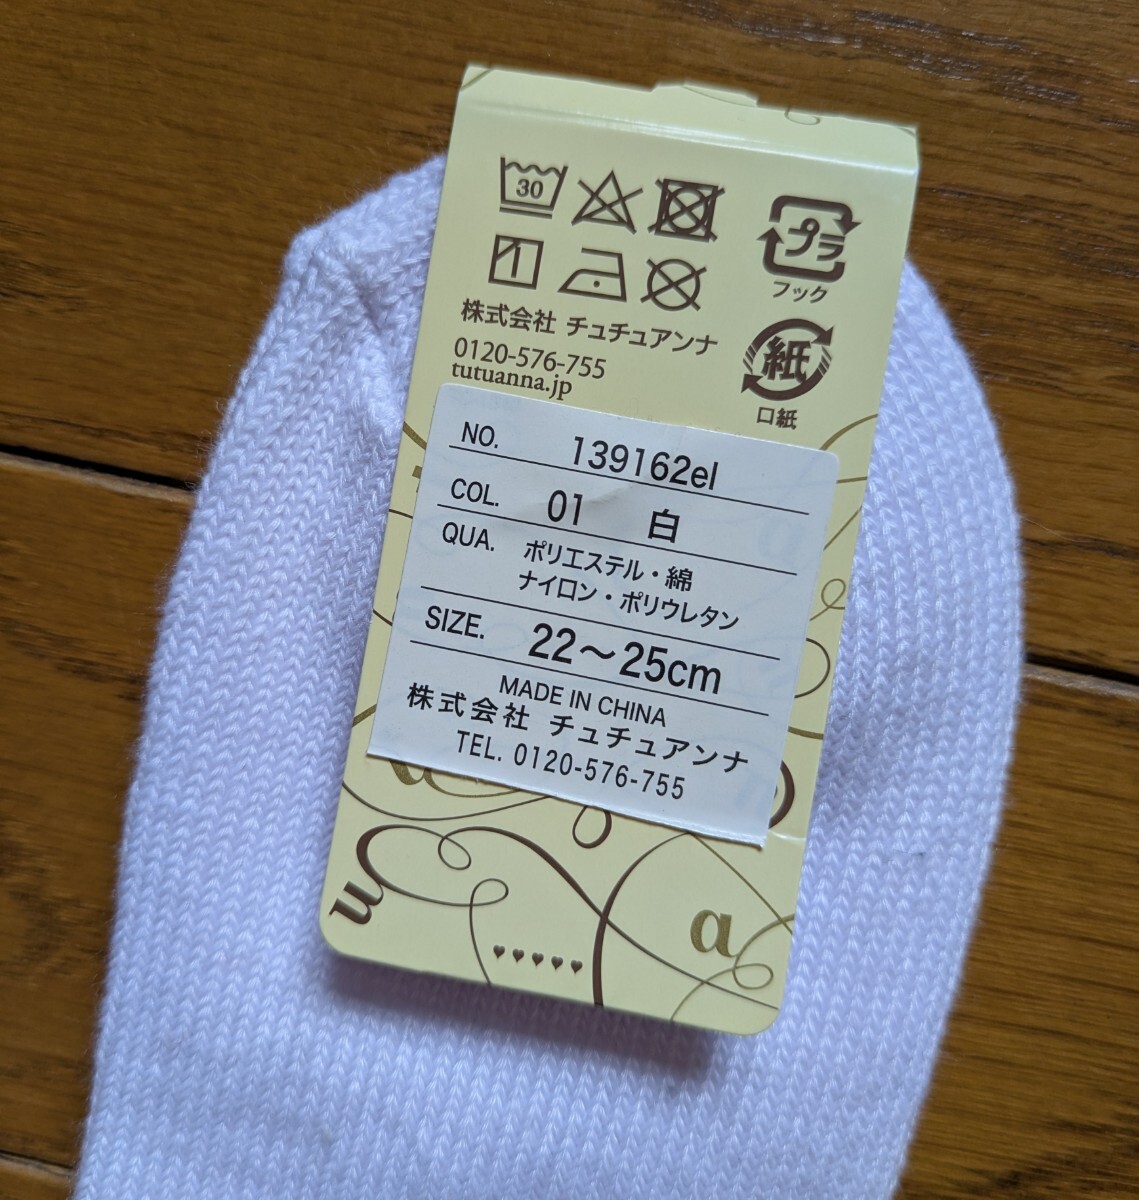 30
プラ
フック
株式会社 チュチュアンナ
0120-576-755
tutuanna.jp
紙
口紙
NO. 139162el
COL. 01 白
QUA. ポリエステル・綿
ナイロン・ポリウレタン
SIZE. 22〜25cm
MADE IN CHINA
株式会社 チュチュアンナ
TEL. 0120-576-755
u
a